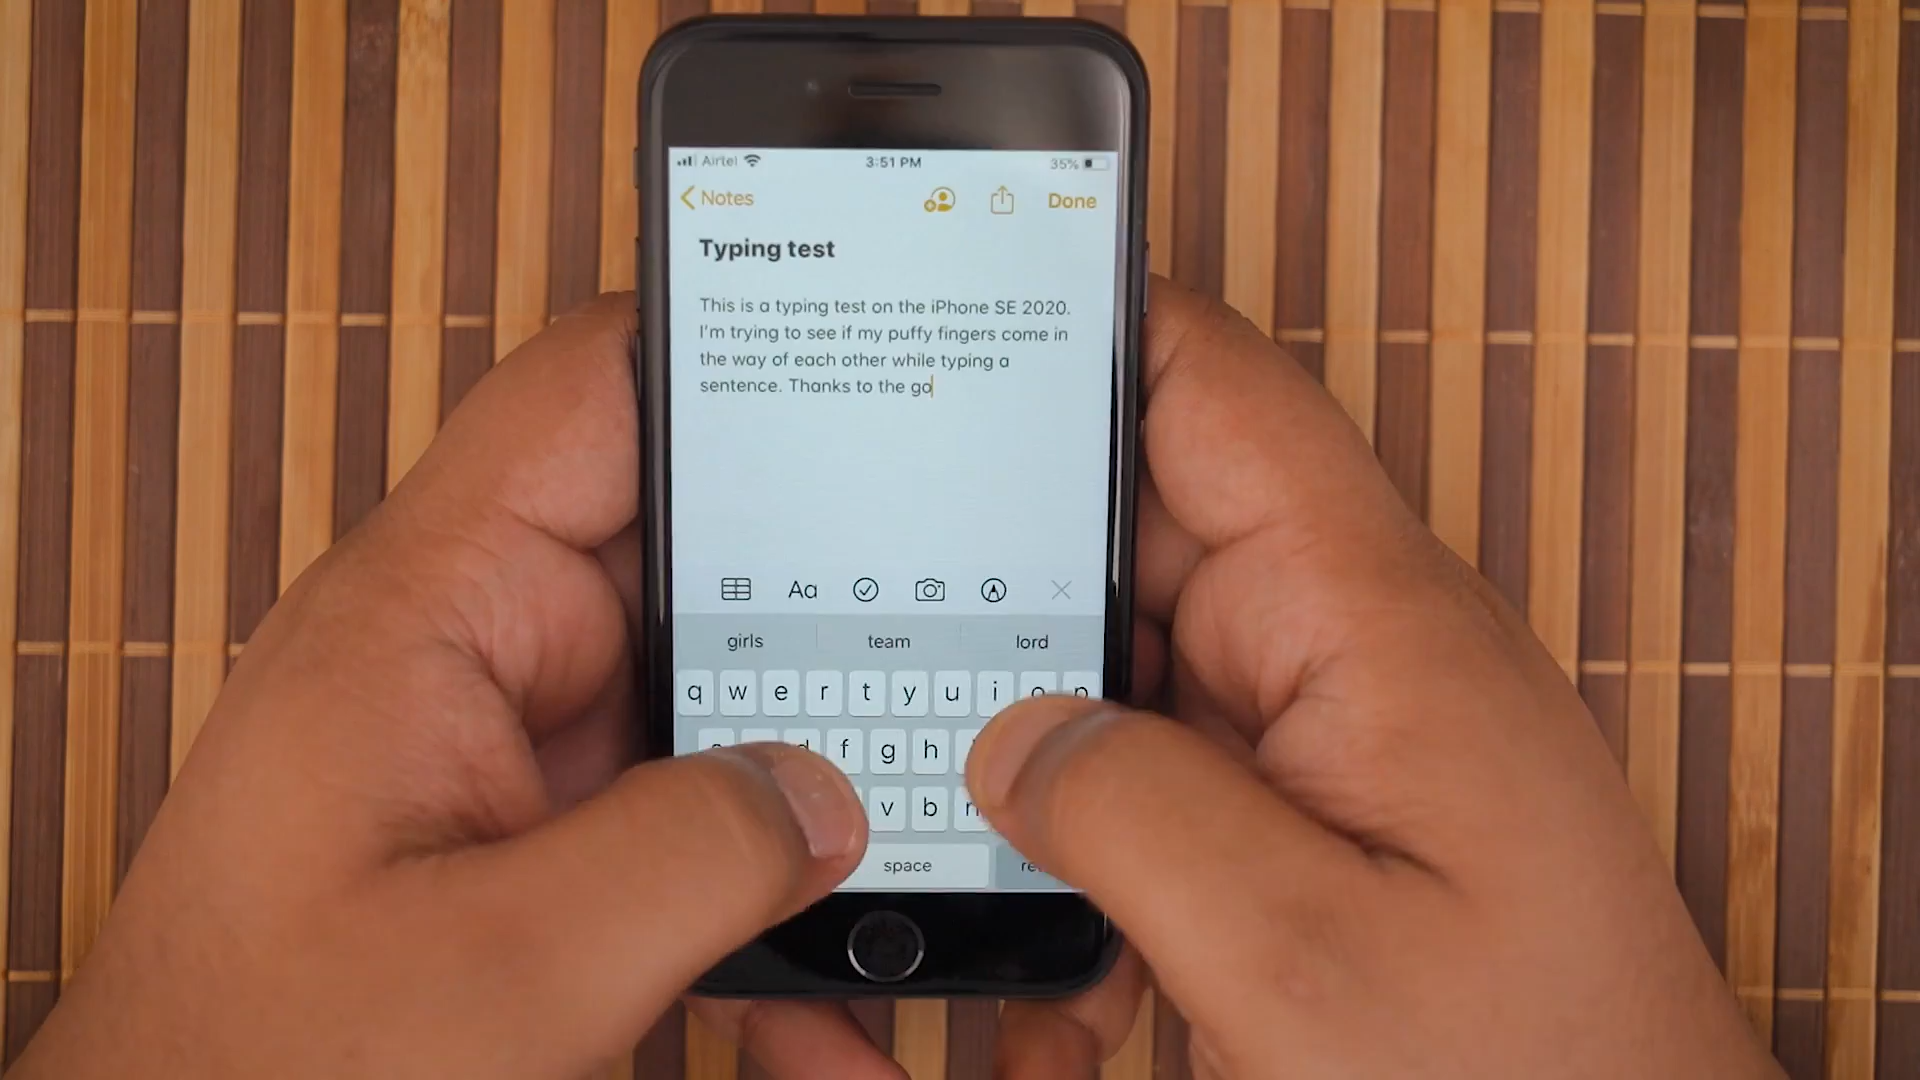 Airtel 3:51 PM 35%
Notes Done
Typing test
This is a typing test on the iPhone SE 2020.
I'm trying to see if my puffy fingers come in
the way of each other while typing a
sentence. Thanks to the go
Aa
girls team lord
q w e r t y u i o p
d f g h
v b n
space